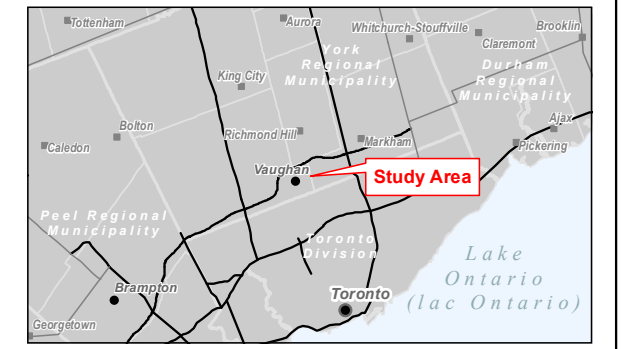 Tottenham
Aurora
Whitchurch-Stouffville
Brooklin
Claremont
York
Regional
Municipality
Durham
Regional
Municipality
King City
Bolton
Richmond Hill
Markham
Ajax
Pickering
Caledon
Vaughan
Study Area
Peel Regional
Municipality
Toronto
Division
Lake
Ontario
(lac Ontario)
Brampton
Toronto
Georgetown